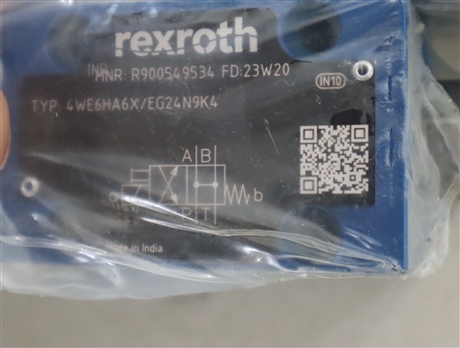 rexroth
MNR: R900549534 FD:23W20
IN10
TYP: 4WE6HA6X/EG24N9K4
A B
a
b
P T
Made in India